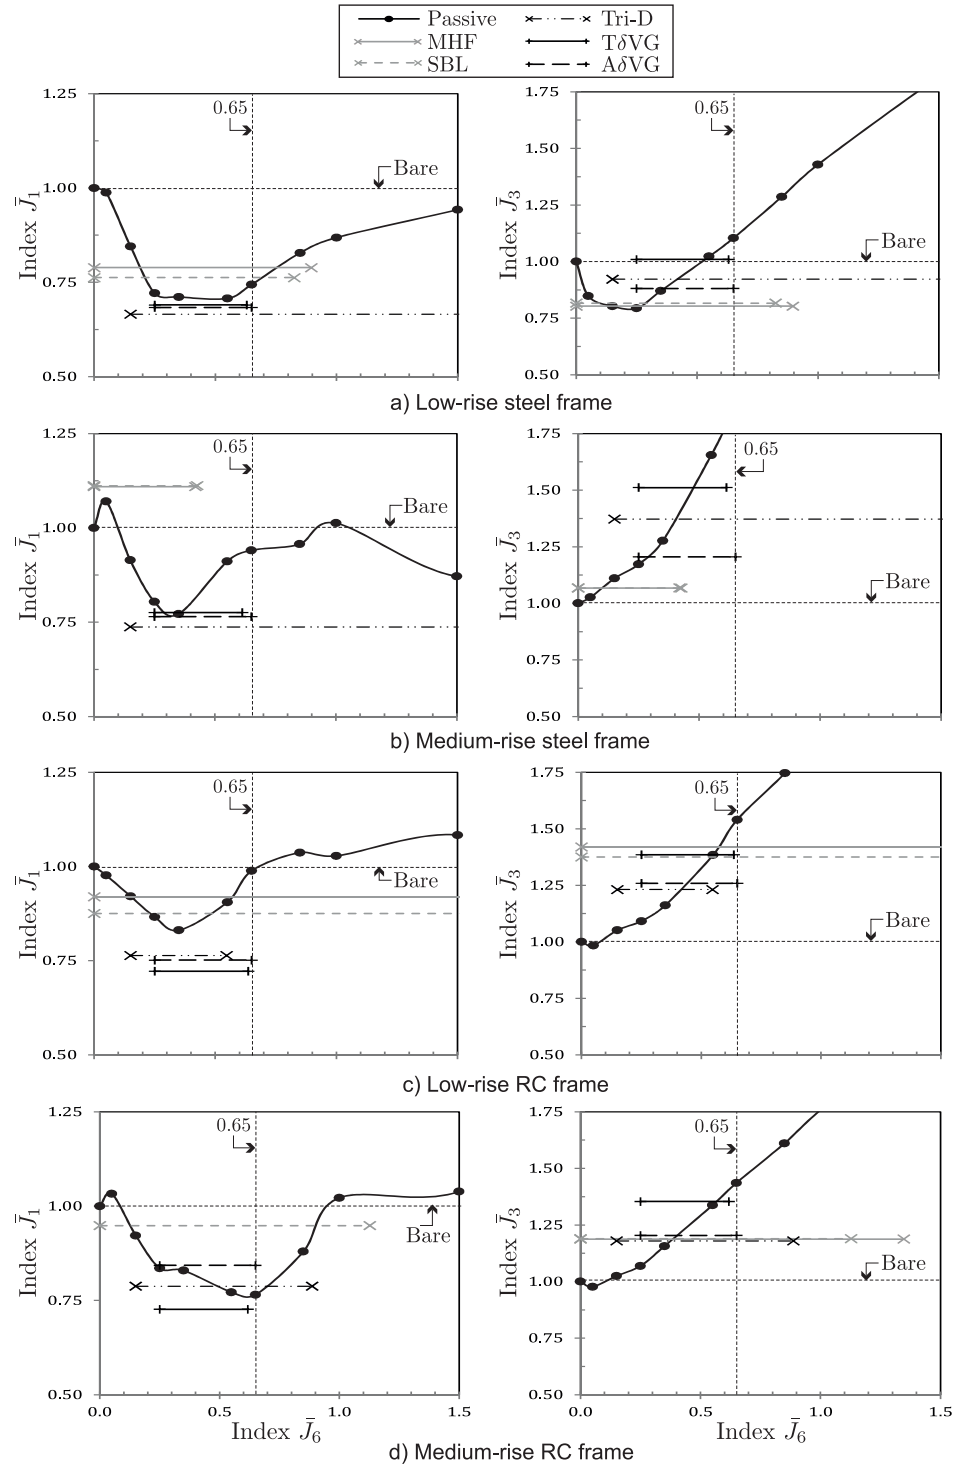 Passive Tri-D
MHF TδVG
SBL AδVG
1.25
1.00
0.75
0.50
Index J̄1
0.65
Bare
1.75
1.50
1.25
1.00
0.75
0.50
Index J̄3
0.65
Bare
a) Low-rise steel frame
1.25
1.00
0.75
0.50
Index J̄1
0.65
Bare
1.75
1.50
1.25
1.00
0.75
0.50
Index J̄3
0.65
Bare
b) Medium-rise steel frame
1.25
1.00
0.75
0.50
Index J̄1
0.65
Bare
1.75
1.50
1.25
1.00
0.75
0.50
Index J̄3
0.65
Bare
c) Low-rise RC frame
1.25
1.00
0.75
0.50
Index J̄1
0.65
Bare
0.0 0.5 1.0 1.5
Index J̄6
1.75
1.50
1.25
1.00
0.75
0.50
Index J̄3
0.65
Bare
0.0 0.5 1.0 1.5
Index J̄6
d) Medium-rise RC frame